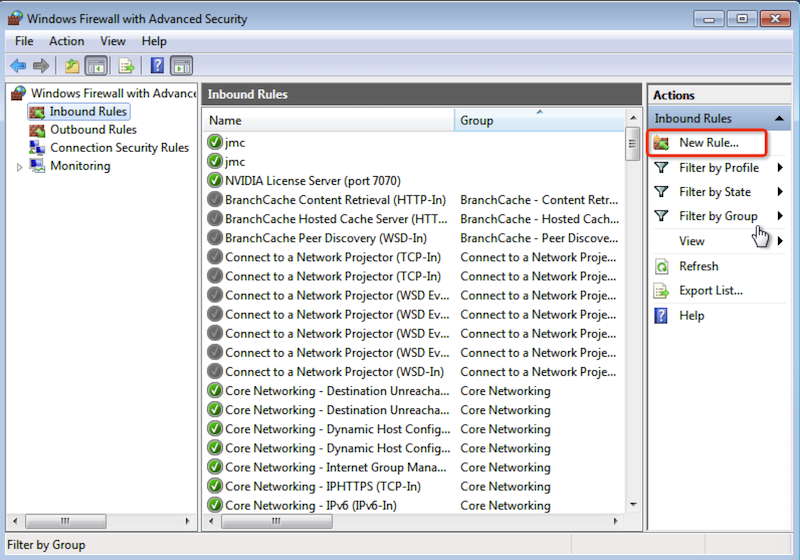 Windows Firewall with Advanced Security
File Action View Help
Windows Firewall with Advance
Inbound Rules
Outbound Rules
Connection Security Rules
Monitoring
Inbound Rules
Name Group
jmc
jmc
NVIDIA License Server (port 7070)
BranchCache Content Retrieval (HTTP-In) BranchCache - Content Retr...
BranchCache Hosted Cache Server (HTT... BranchCache - Hosted Cach...
BranchCache Peer Discovery (WSD-In) BranchCache - Peer Discove...
Connect to a Network Projector (TCP-In) Connect to a Network Proje...
Connect to a Network Projector (TCP-In) Connect to a Network Proje...
Connect to a Network Projector (WSD Ev... Connect to a Network Proje...
Connect to a Network Projector (WSD Ev... Connect to a Network Proje...
Connect to a Network Projector (WSD Ev... Connect to a Network Proje...
Connect to a Network Projector (WSD Ev... Connect to a Network Proje...
Connect to a Network Projector (WSD-In) Connect to a Network Proje...
Core Networking - Destination Unreacha... Core Networking
Core Networking - Destination Unreacha... Core Networking
Core Networking - Dynamic Host Config... Core Networking
Core Networking - Dynamic Host Config... Core Networking
Core Networking - Internet Group Mana... Core Networking
Core Networking - IPHTTPS (TCP-In) Core Networking
Core Networking - IPv6 (IPv6-In) Core Networking
Actions
Inbound Rules
New Rule...
Filter by Profile
Filter by State
Filter by Group
View
Refresh
Export List...
Help
Filter by Group